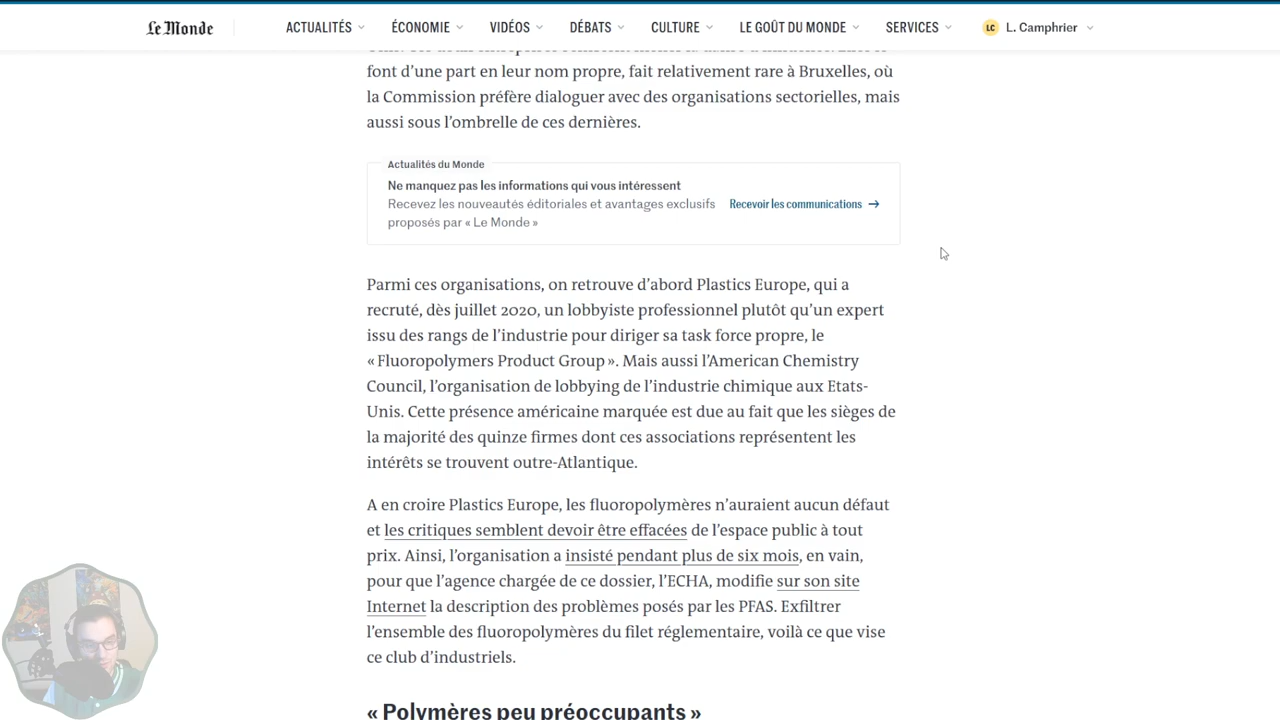 Le Monde
ACTUALITÉS
ÉCONOMIE
VIDÉOS
DÉBATS
CULTURE
LE GOÛT DU MONDE
SERVICES
LC
L. Camphrier
font d’une part en leur nom propre, fait relativement rare à Bruxelles, où
la Commission préfère dialoguer avec des organisations sectorielles, mais
aussi sous l’ombrelle de ces dernières.
Actualités du Monde
Ne manquez pas les informations qui vous intéressent
Recevez les nouveautés éditoriales et avantages exclusifs
proposés par « Le Monde »
Recevoir les communications →
Parmi ces organisations, on retrouve d’abord Plastics Europe, qui a
recruté, dès juillet 2020, un lobbyiste professionnel plutôt qu’un expert
issu des rangs de l’industrie pour diriger sa task force propre, le
« Fluoropolymers Product Group ». Mais aussi l’American Chemistry
Council, l’organisation de lobbying de l’industrie chimique aux Etats-
Unis. Cette présence américaine marquée est due au fait que les sièges de
la majorité des quinze firmes dont ces associations représentent les
intérêts se trouvent outre-Atlantique.
A en croire Plastics Europe, les fluoropolymères n’auraient aucun défaut
et les critiques semblent devoir être effacées de l’espace public à tout
prix. Ainsi, l’organisation a insisté pendant plus de six mois, en vain,
pour que l’agence chargée de ce dossier, l’ECHA, modifie sur son site
Internet la description des problèmes posés par les PFAS. Exfiltrer
l’ensemble des fluoropolymères du filet réglementaire, voilà ce que vise
ce club d’industriels.
« Polymères peu préoccupants »